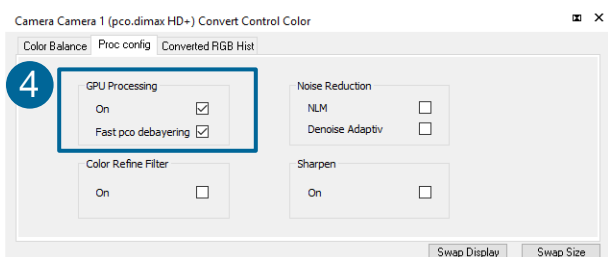 Camera Camera 1 (pco.dimax HD+) Convert Control Color
Color Balance Proc config Converted RGB Hist
4
GPU Processing
On
Fast pco debayering
Noise Reduction
NLM
Denoise Adaptiv
Color Refine Filter
On
Sharpen
On
Swap Display Swap Size